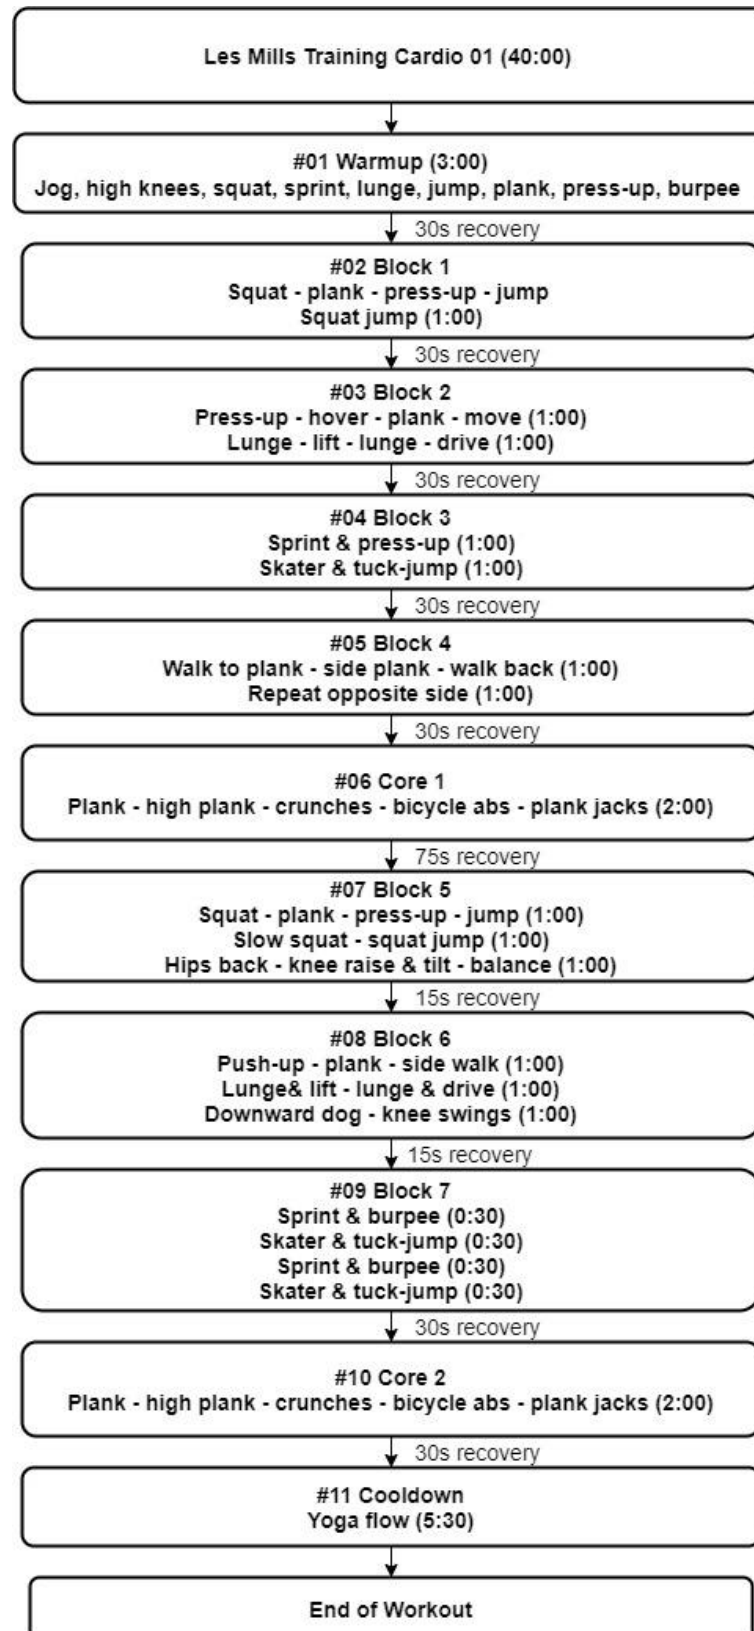 Les Mills Training Cardio 01 (40:00)
#01 Warmup (3:00)
Jog, high knees, squat, sprint, lunge, jump, plank, press-up, burpee
30s recovery
#02 Block 1
Squat - plank - press-up - jump
Squat jump (1:00)
30s recovery
#03 Block 2
Press-up - hover - plank - move (1:00)
Lunge - lift - lunge - drive (1:00)
30s recovery
#04 Block 3
Sprint & press-up (1:00)
Skater & tuck-jump (1:00)
30s recovery
#05 Block 4
Walk to plank - side plank - walk back (1:00)
Repeat opposite side (1:00)
30s recovery
#06 Core 1
Plank - high plank - crunches - bicycle abs - plank jacks (2:00)
75s recovery
#07 Block 5
Squat - plank - press-up - jump (1:00)
Slow squat - squat jump (1:00)
Hips back - knee raise & tilt - balance (1:00)
15s recovery
#08 Block 6
Push-up - plank - side walk (1:00)
Lunge& lift - lunge & drive (1:00)
Downward dog - knee swings (1:00)
15s recovery
#09 Block 7
Sprint & burpee (0:30)
Skater & tuck-jump (0:30)
Sprint & burpee (0:30)
Skater & tuck-jump (0:30)
30s recovery
#10 Core 2
Plank - high plank - crunches - bicycle abs - plank jacks (2:00)
30s recovery
#11 Cooldown
Yoga flow (5:30)
End of Workout